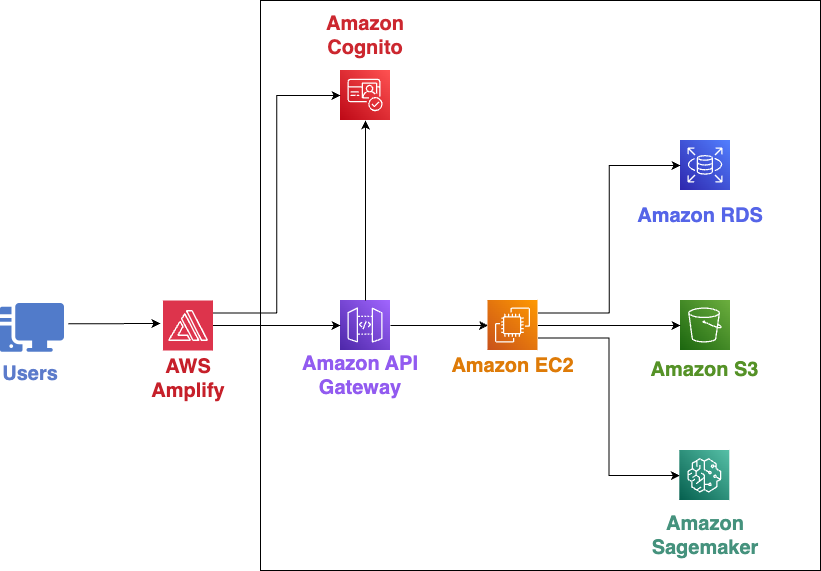 Amazon
Cognito
Amazon RDS
Users
AWS
Amplify
Amazon API
Gateway
Amazon EC2
Amazon S3
Amazon
Sagemaker